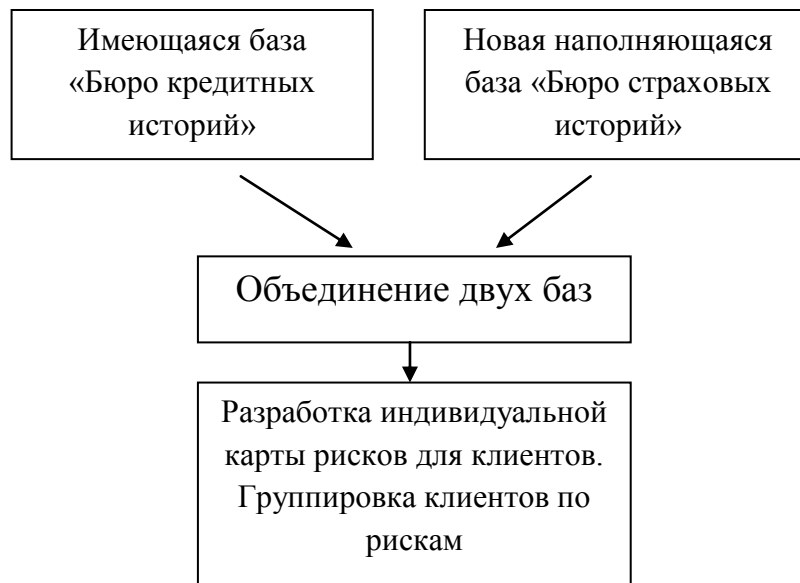 Имеющаяся база
«Бюро кредитных
историй»
Новая наполняющаяся
база «Бюро страховых
историй»
Объединение двух баз
Разработка индивидуальной
карты рисков для клиентов.
Группировка клиентов по
рискам